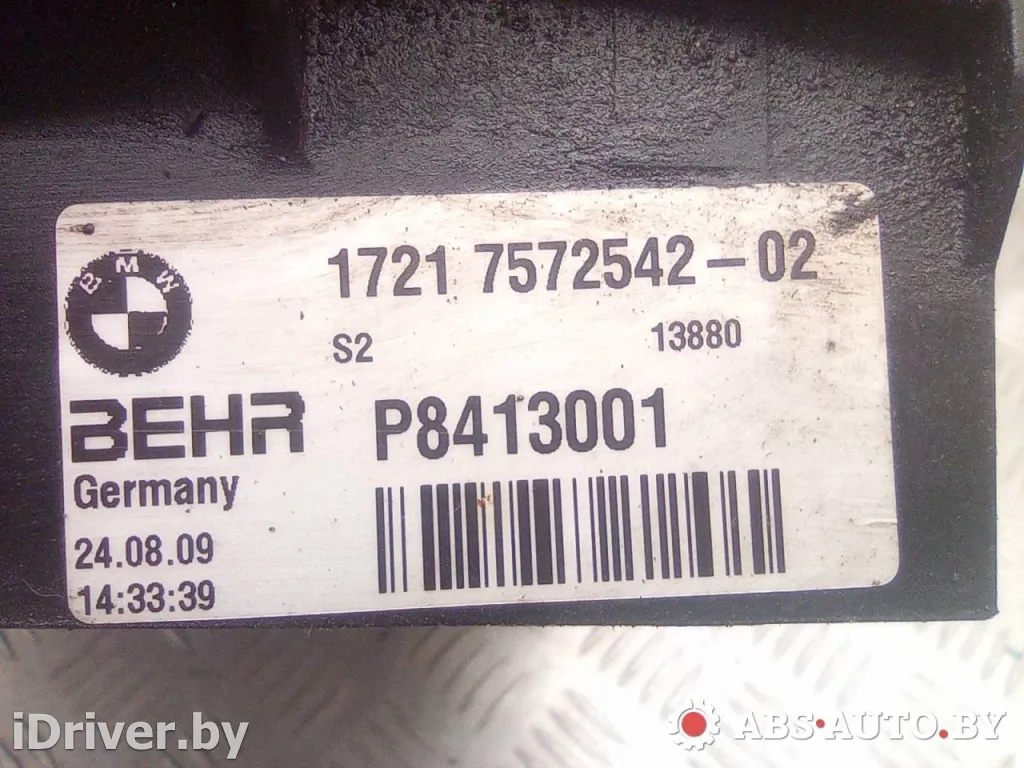 BMW
1721 7572542-02
S2 13880
BEHR P8413001
Germany
24.08.09
14:33:39
iDriver.by
ABS-AUTO.BY